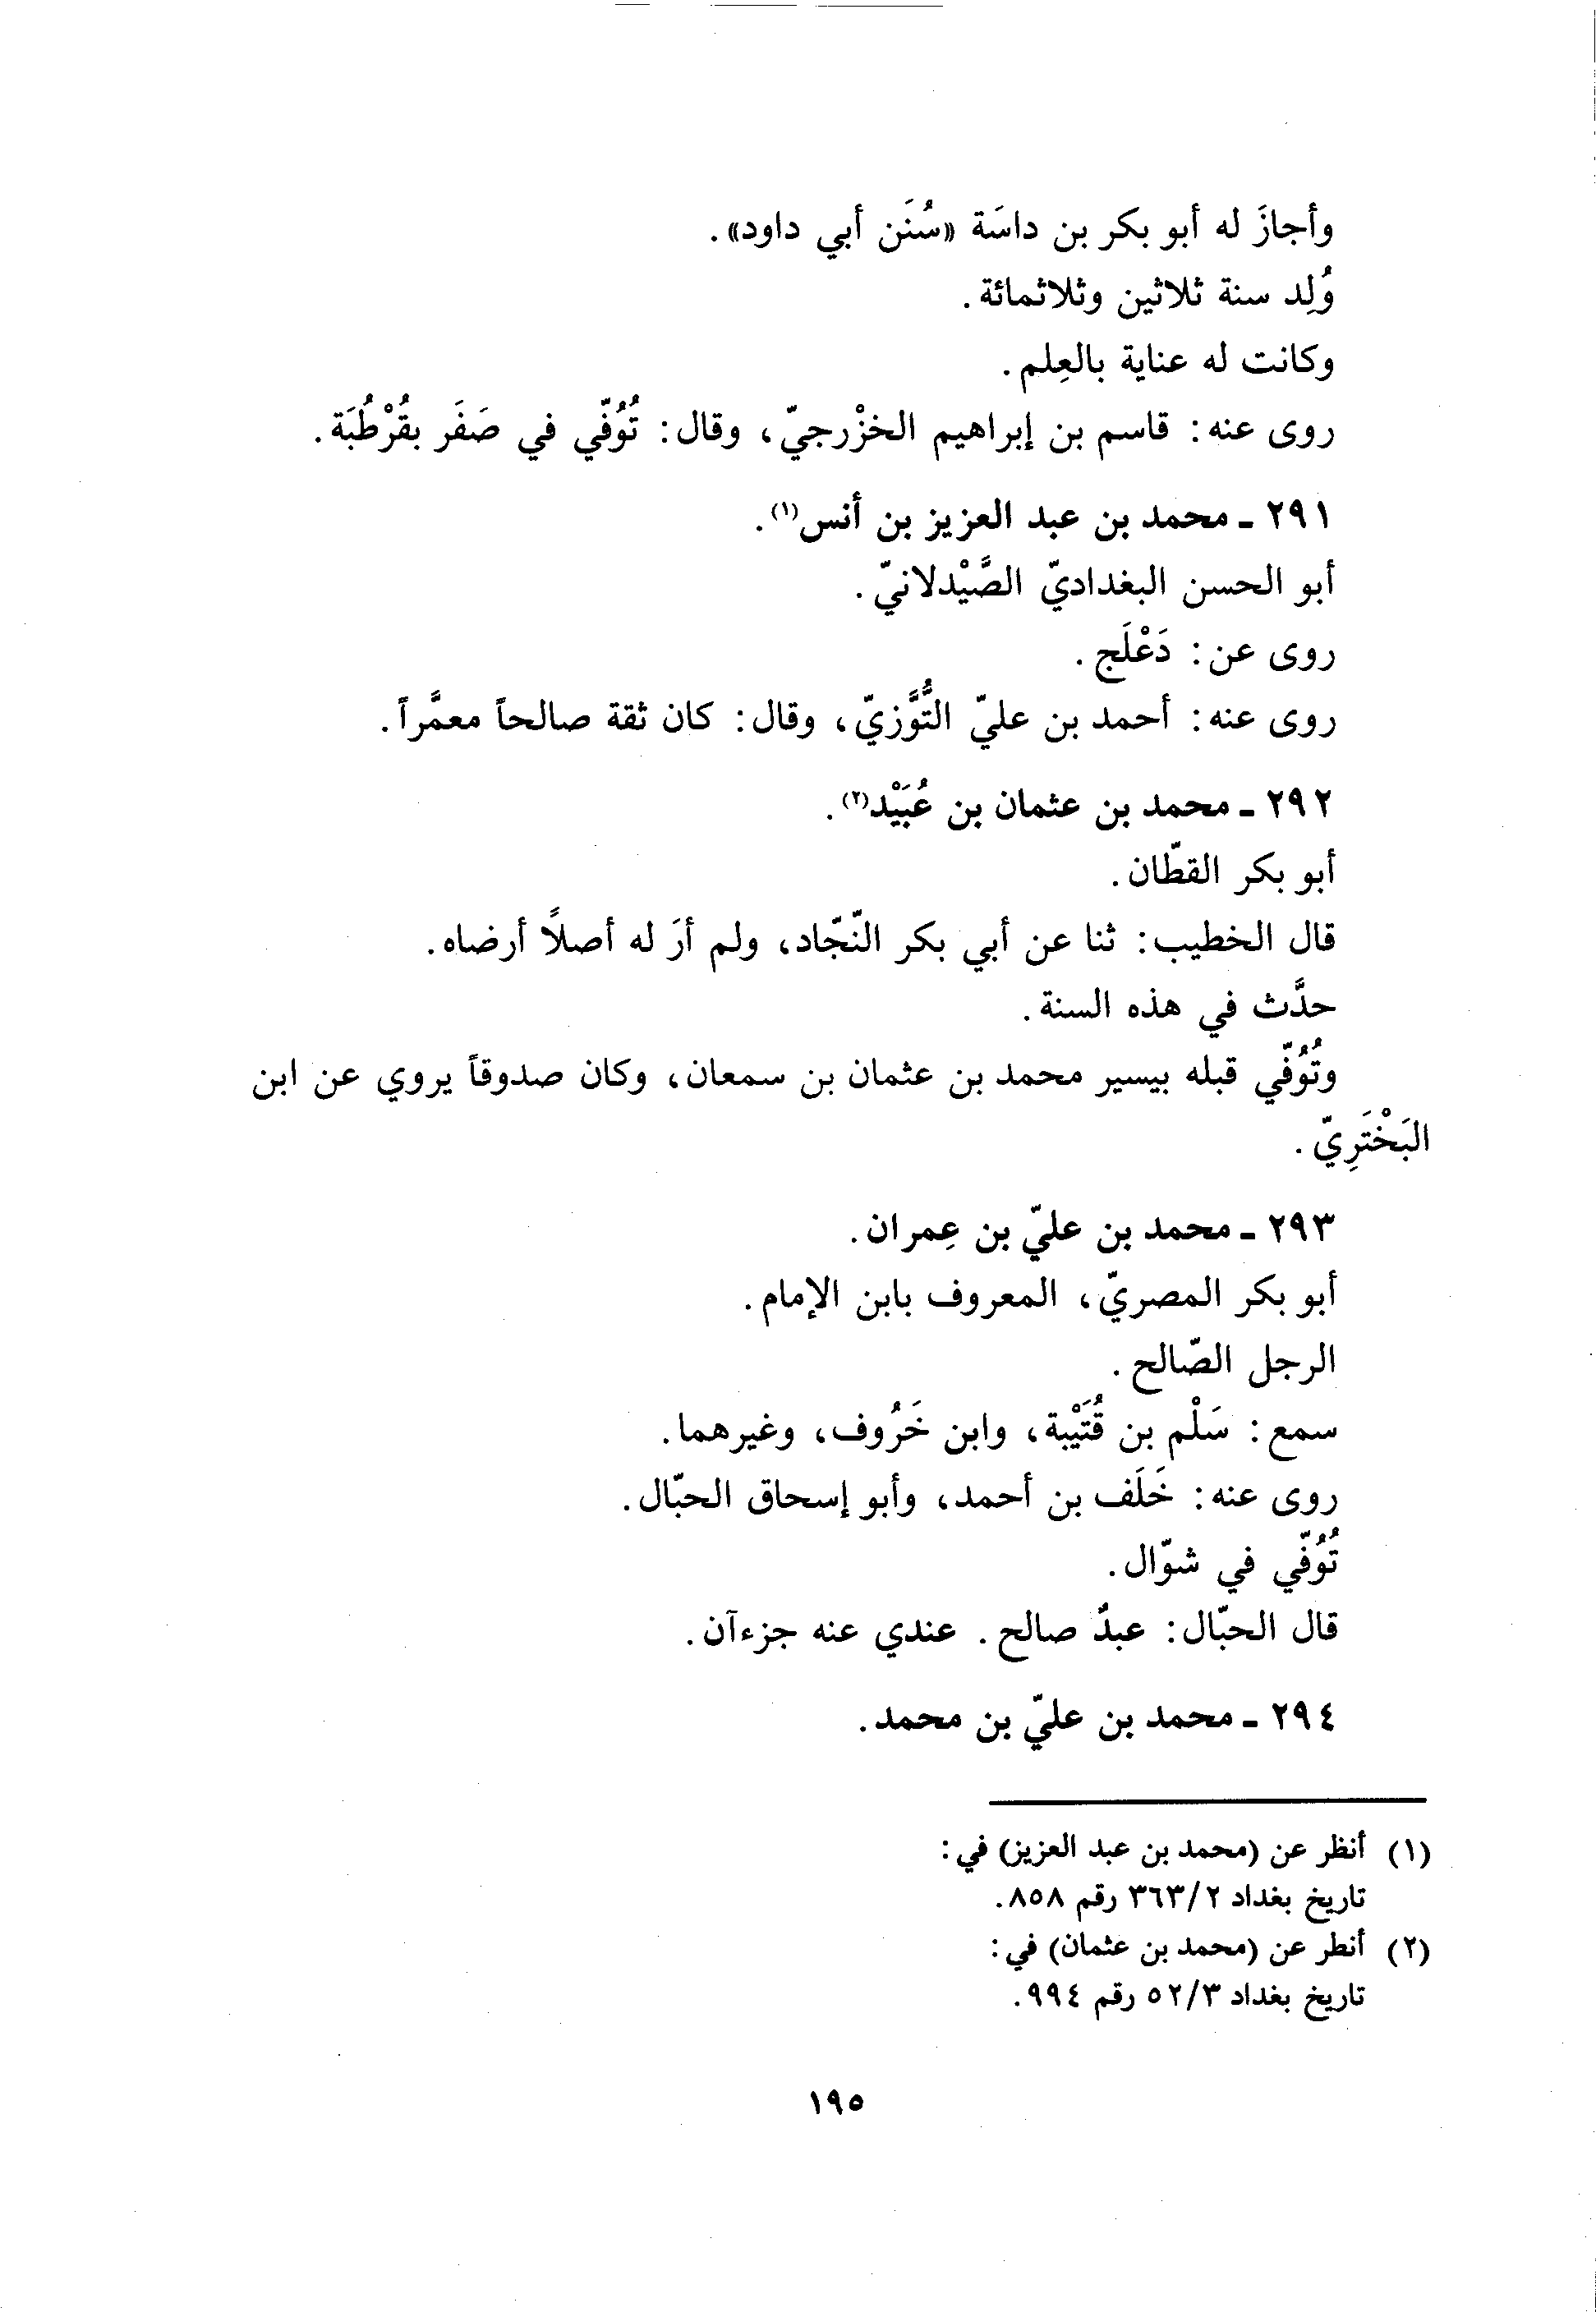 وأجازَ له أبو بكر بن داسَة «سُنَن أبي داود».
وُلِد سنة ثلاثين وثلاثمائة.
وكانت له عناية بالعِلم.
روى عنه: قاسم بن إبراهيم الخزْرجيّ، وقال: تُوُفّي في صَفَر بقُرْطُبَة.
٢٩١ ـ محمد بن عبد العزيز بن أنس(١).
أبو الحسن البغداديّ الصَّيْدلانيّ.
روى عن: دَعْلَج.
روى عنه: أحمد بن عليّ التُّوَّزيّ، وقال: كان ثقة صالحاً معمَّراً.
٢٩٢ ـ محمد بن عثمان بن عُبَيْد(٢).
أبو بكر القطّان.
قال الخطيب: ثنا عن أبي بكر النّجّاد، ولم أرَ له أصلًا أرضاه.
حدَّث في هذه السنة.
وتُوُفّي قبله بيسير محمد بن عثمان بن سمعان، وكان صدوقاً يروي عن ابن
البَخْتَرِيّ.
٢٩٣ ـ محمد بن عليّ بن عِمران.
أبو بكر المصريّ، المعروف بابن الإمام.
الرجل الصّالح.
سمع: سَلْم بن قُتَيْبة، وابن خَرُوف، وغيرهما.
روى عنه: خَلَف بن أحمد، وأبو إسحاق الحبّال.
تُوُفّي في شوّال.
قال الحبّال: عبدٌ صالح. عندي عنه جزءآن.
٢٩٤ ـ محمد بن عليّ بن محمد.
(١) أنظر عن (محمد بن عبد العزيز) في:
تاريخ بغداد ٣٦٣/٢ رقم ٨٥٨.
(٢) أنطر عن (محمد بن عثمان) في:
تاريخ بغداد ٥٢/٣ رقم ٩٩٤.
١٩٥